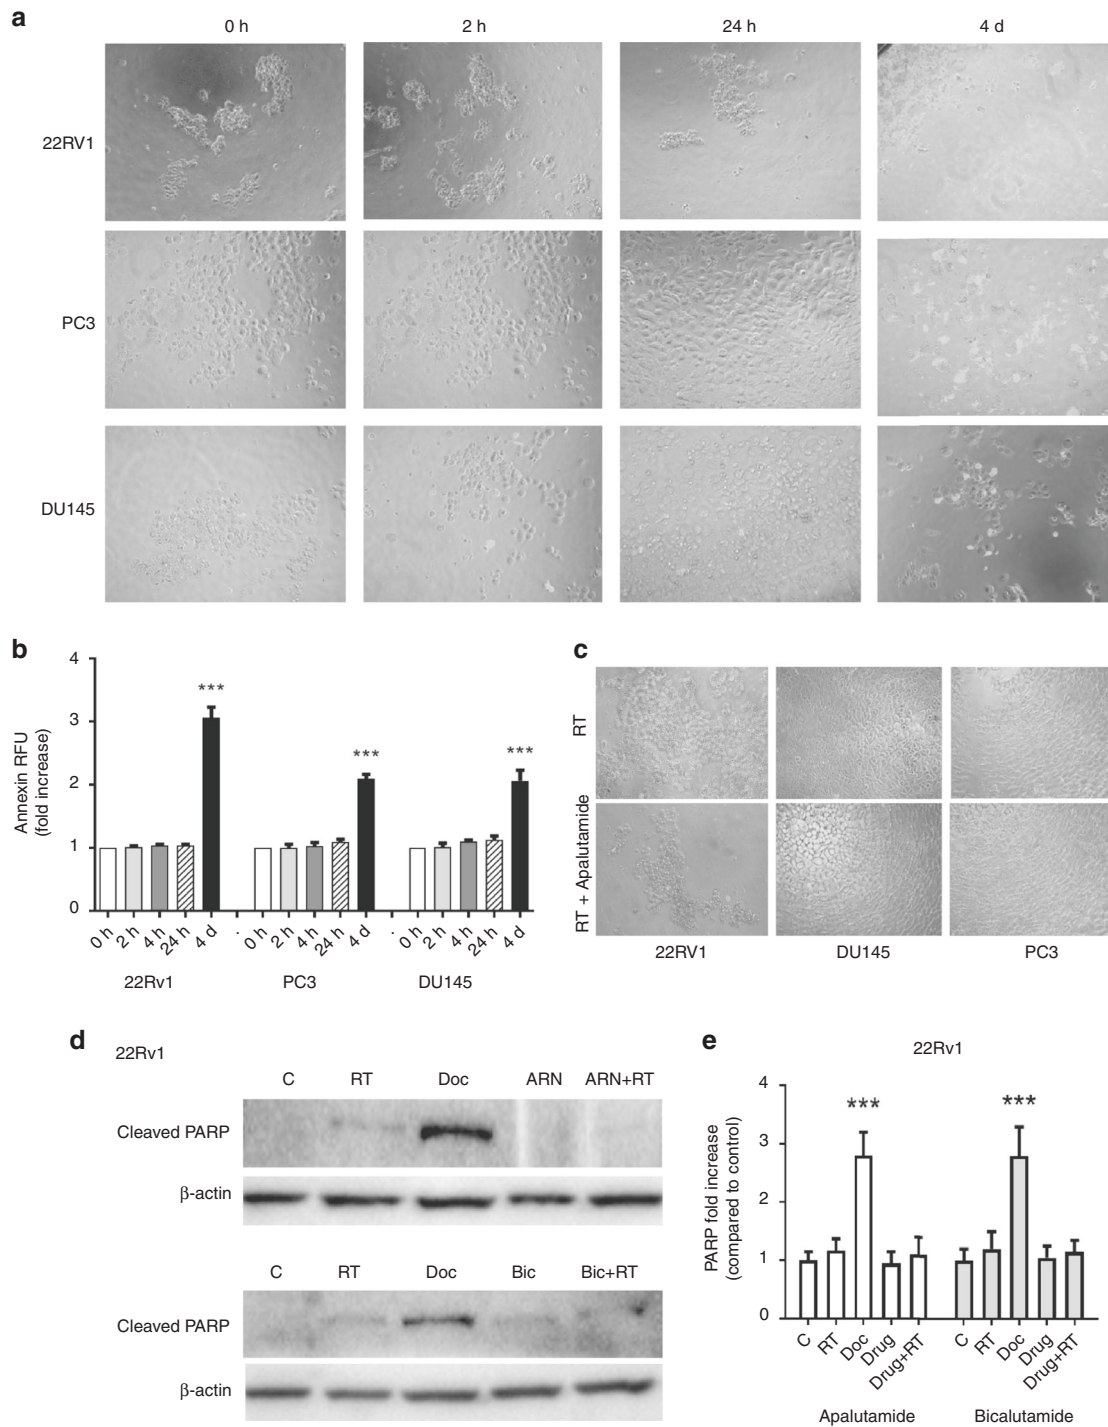 a
0 h 2 h 24 h 4 d
22RV1
PC3
DU145
b
Annexin RFU
(fold increase)
4
3
2
1
0
***
***
***
0 h 2 h 4 h 24 h 4 d
0 h 2 h 4 h 24 h 4 d
0 h 2 h 4 h 24 h 4 d
22Rv1 PC3 DU145
c
RT
RT + Apalutamide
22RV1 DU145 PC3
d
22Rv1
C RT Doc ARN ARN+RT
Cleaved PARP
β-actin
C RT Doc Bic Bic+RT
Cleaved PARP
β-actin
e
22Rv1
PARP fold increase
(compared to control)
4
3
2
1
0
***
***
C RT Doc Drug Drug+RT
C RT Doc Drug Drug+RT
Apalutamide Bicalutamide